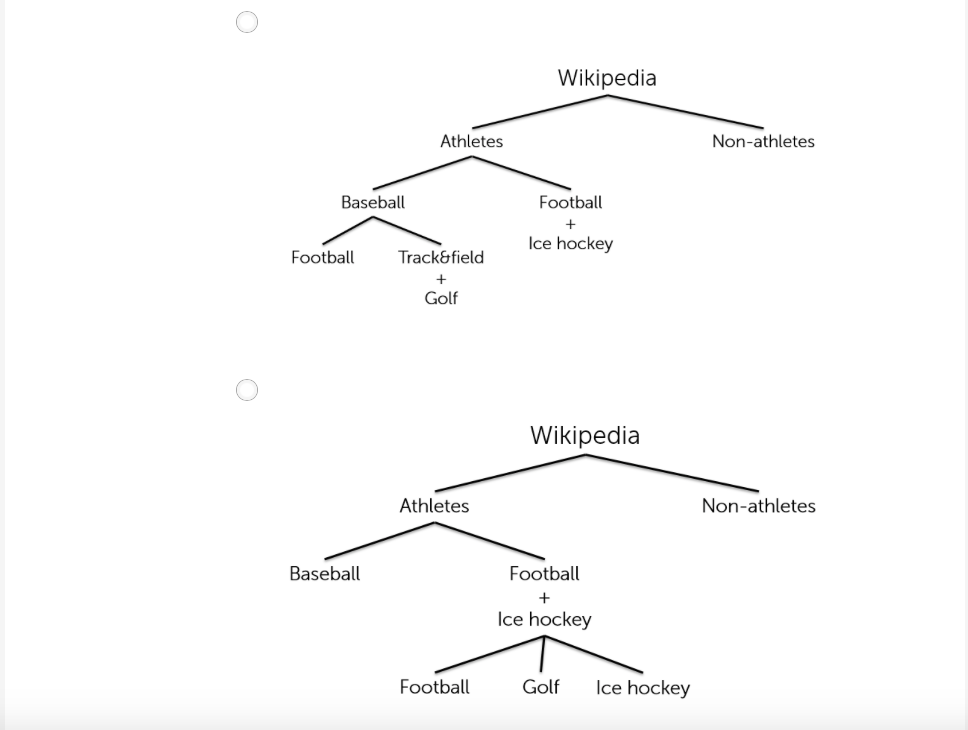 Wikipedia
Athletes
Non-athletes
Baseball
Football
+
Ice hockey
Football
Track&field
+
Golf
Wikipedia
Athletes
Non-athletes
Baseball
Football
+
Ice hockey
Football
Golf
Ice hockey